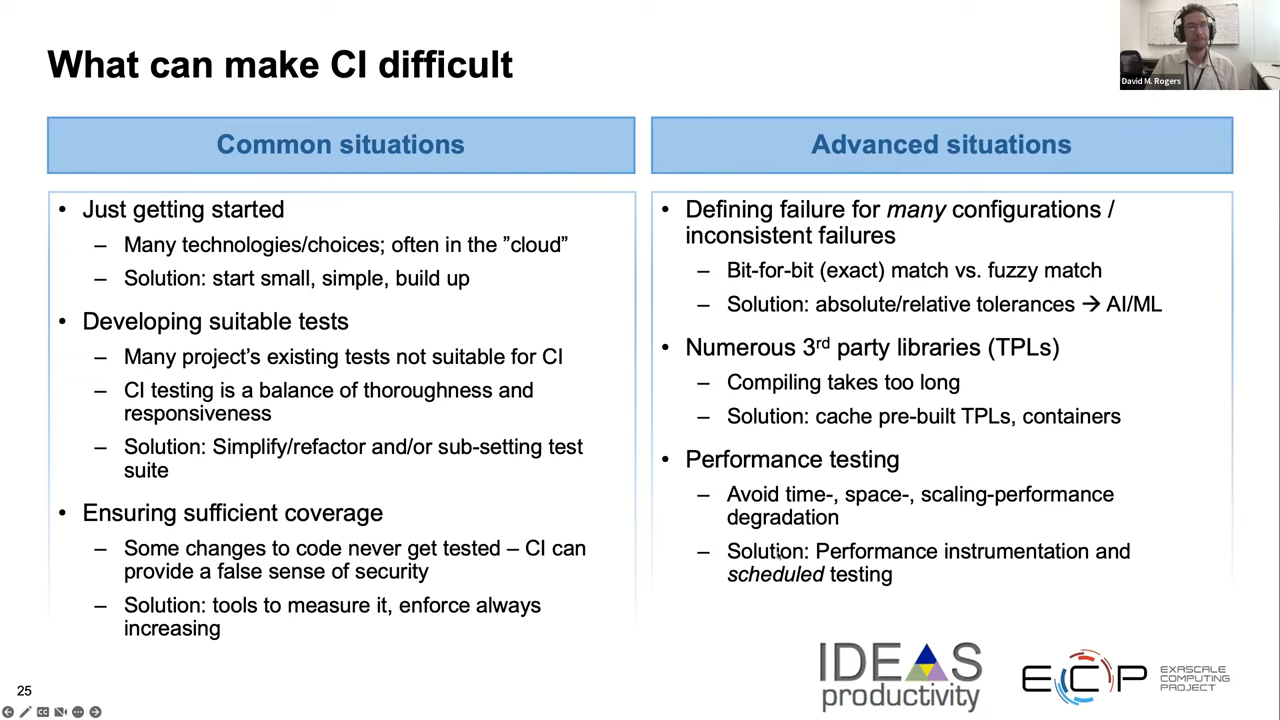 What can make CI difficult
David M. Rogers
Common situations
• Just getting started
– Many technologies/choices; often in the ”cloud”
– Solution: start small, simple, build up
• Developing suitable tests
– Many project’s existing tests not suitable for CI
– CI testing is a balance of thoroughness and
responsiveness
– Solution: Simplify/refactor and/or sub-setting test
suite
• Ensuring sufficient coverage
– Some changes to code never get tested – CI can
provide a false sense of security
– Solution: tools to measure it, enforce always
increasing
Advanced situations
• Defining failure for many configurations /
inconsistent failures
– Bit-for-bit (exact) match vs. fuzzy match
– Solution: absolute/relative tolerances → AI/ML
• Numerous 3rd party libraries (TPLs)
– Compiling takes too long
– Solution: cache pre-built TPLs, containers
• Performance testing
– Avoid time-, space-, scaling-performance
degradation
– Solution: Performance instrumentation and
scheduled testing
IDEAS
productivity
ECP
EXASCALE
COMPUTING
PROJECT
25